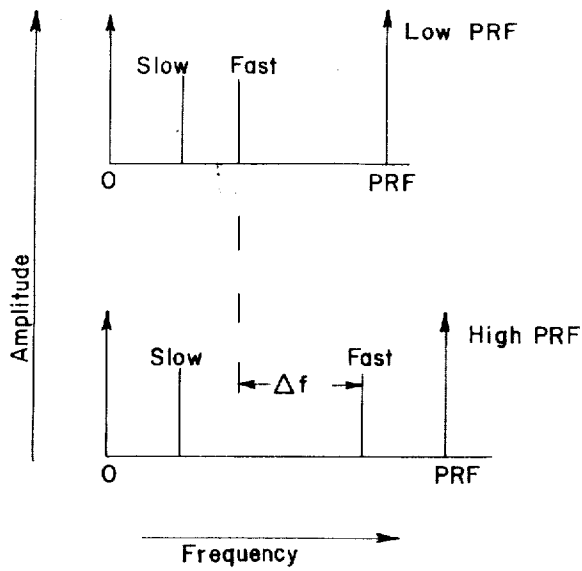 Low PRF
Slow Fast
0 PRF
Amplitude
High PRF
Slow Fast
Δf
0 PRF
Frequency